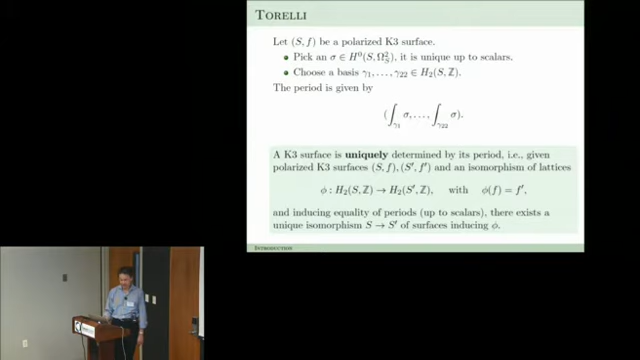 TORELLI
Let (S, f) be a polarized K3 surface.
Pick an σ ∈ H⁰(S, Ω²_S), it is unique up to scalars.
Choose a basis γ₁, . . . , γ₂₂ ∈ H₂(S, ℤ).
The period is given by
(∫_γ₁ σ, . . . , ∫_γ₂₂ σ).
A K3 surface is uniquely determined by its period, i.e., given
polarized K3 surfaces (S, f), (S′, f′) and an isomorphism of lattices
ϕ : H₂(S, ℤ) → H₂(S′, ℤ), with ϕ(f) = f′,
and inducing equality of periods (up to scalars), there exists a
unique isomorphism S → S′ of surfaces inducing ϕ.
INTRODUCTION